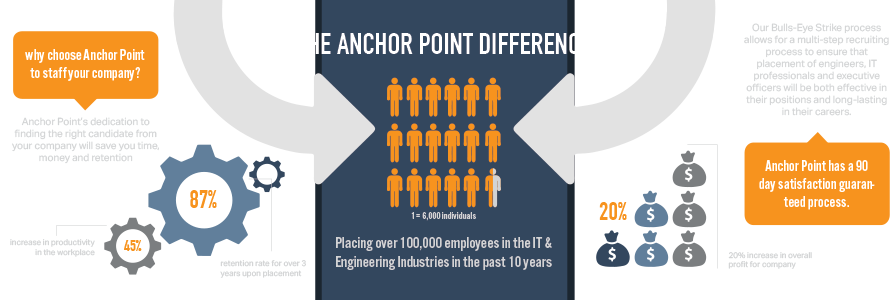 why choose Anchor Point
to staff your company?
Anchor Point's dedication to
finding the right candidate from
your company will save you time,
money and retention
87%
45%
increase in productivity
in the workplace
retention rate for over 3
years upon placement
HE ANCHOR POINT DIFFERENC
1 = 6,000 individuals
Placing over 100,000 employees in the IT &
Engineering Industries in the past 10 years
Our Bulls-Eye Strike process
allows for a multi-step recruiting
process to ensure that
placement of engineers, IT
professionals and executive
officers will be both effective in
their positions and long-lasting
in their careers.
Anchor Point has a 90
day satisfaction guaran-
teed process.
20%
$
$ $
$ $ $
20% increase in overall
profit for company